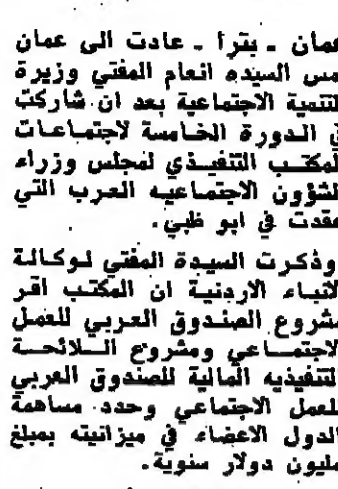 عمان ـ بترا ـ عادت الى عمان
مس السيده انعام المفتي وزيرة
لتنمية الاجتماعية بعد ان شاركت
ي الدورة الخامسة لاجتماعات
لمكتب التنفيذي لمجلس وزراء
لشؤون الاجتماعيه العرب التي
عقدت في ابو ظبي.
وذكرت السيدة المفتي لوكالة
لانباء الاردنية ان المكتب اقر
شروع الصندوق العربي للعمل
لاجتماعي ومشروع اللائحة
لتنفيذيه المالية للصندوق العربي
للعمل الاجتماعي وحدد مساهمة
الدول الاعضاء في ميزانيته بمبلغ
مليون دولار سنوية.